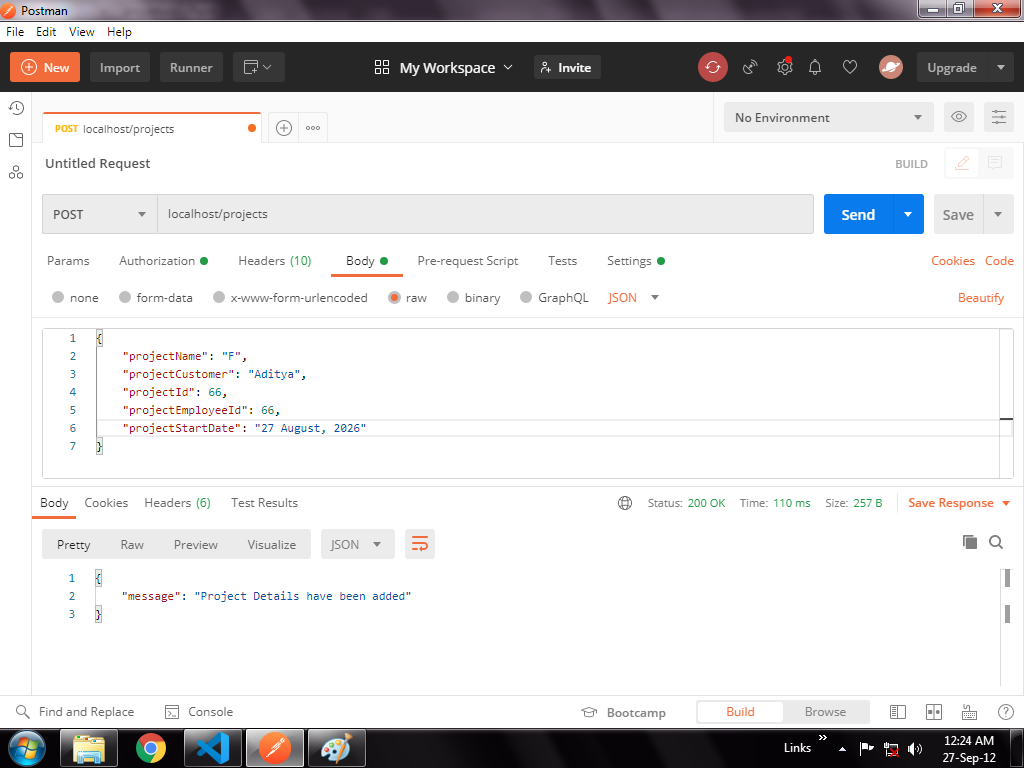 Postman
File Edit View Help
New Import Runner My Workspace Invite Upgrade
POST localhost/projects No Environment
Untitled Request BUILD
POST localhost/projects Send Save
Params Authorization Headers (10) Body Pre-request Script Tests Settings Cookies Code
none form-data x-www-form-urlencoded raw binary GraphQL JSON Beautify
1 {
2 "projectName": "F",
3 "projectCustomer": "Aditya",
4 "projectId": 66,
5 "projectEmployeeId": 66,
6 "projectStartDate": "27 August, 2026"
7 }
Body Cookies Headers (6) Test Results Status: 200 OK Time: 110 ms Size: 257 B Save Response
Pretty Raw Preview Visualize JSON
1 {
2 "message": "Project Details have been added"
3 }
Find and Replace Console Bootcamp Build Browse
Links 12:24 AM
27-Sep-12